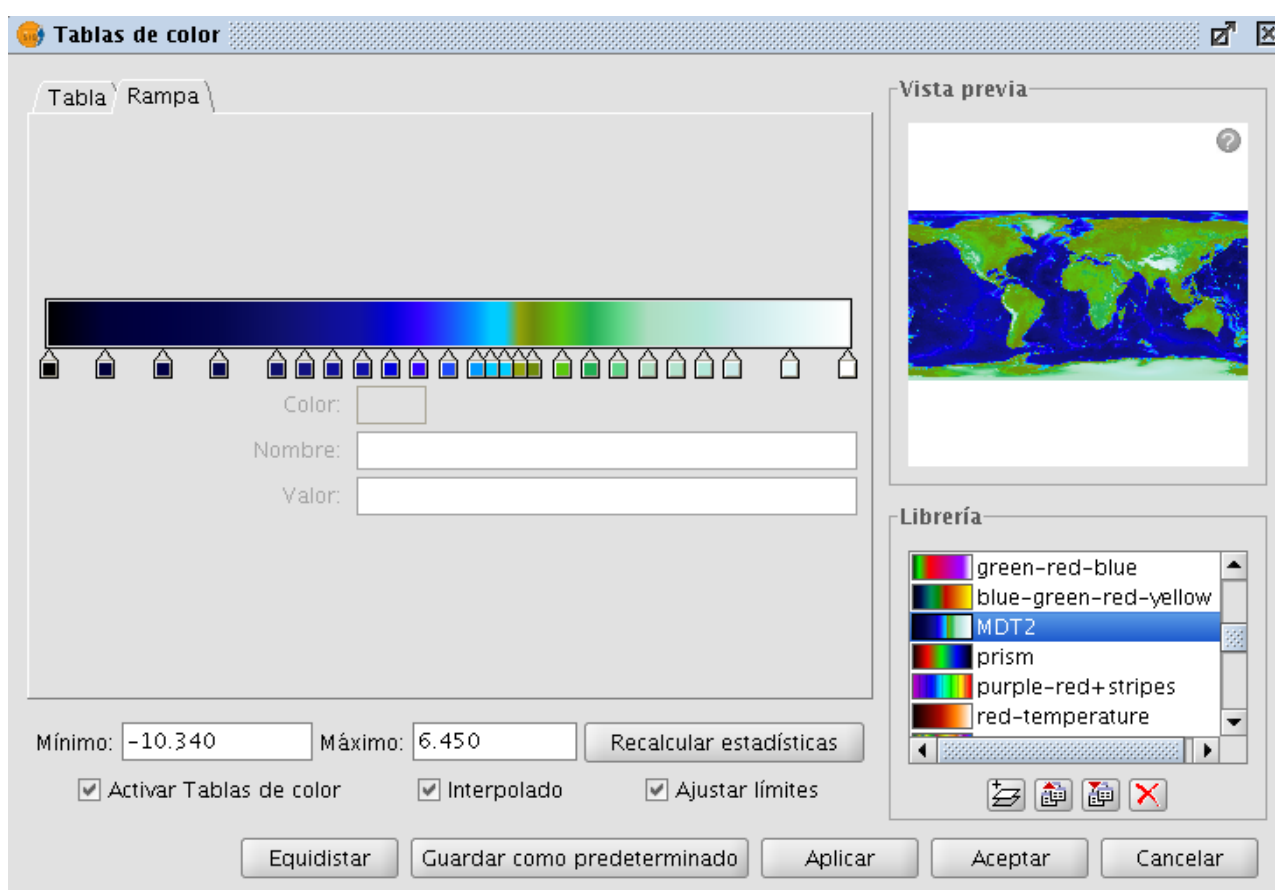 Tablas de color
Tabla
Rampa
Color:
Nombre:
Valor:
Mínimo: -10.340 Máximo: 6.450 Recalcular estadísticas
Activar Tablas de color Interpolado Ajustar límites
Vista previa
?
Librería
green-red-blue
blue-green-red-yellow
MDT2
prism
purple-red+stripes
red-temperature
Equidistar Guardar como predeterminado Aplicar Aceptar Cancelar